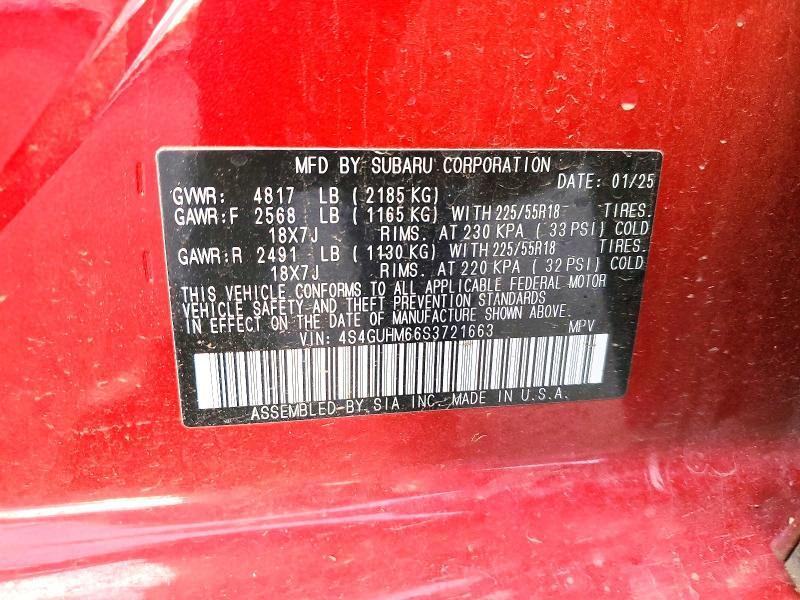 MFD BY SUBARU CORPORATION
DATE: 01/25
GVWR: 4817 LB ( 2185 KG)
GAWR:F 2568 LB ( 1165 KG) WITH 225/55R18 TIRES.
18X7J RIMS. AT 230 KPA ( 33 PSI) COLD
GAWR:R 2491 LB ( 1130 KG) WITH 225/55R18 TIRES.
18X7J RIMS. AT 220 KPA ( 32 PSI) COLD
THIS VEHICLE CONFORMS TO ALL APPLICABLE FEDERAL MOTOR
VEHICLE SAFETY AND THEFT PREVENTION STANDARDS
IN EFFECT ON THE DATE OF MANUFACTURE SHOWN ABOVE.
VIN: 4S4GUHM66S3721663 MPV
ASSEMBLED BY SIA INC. MADE IN U.S.A.